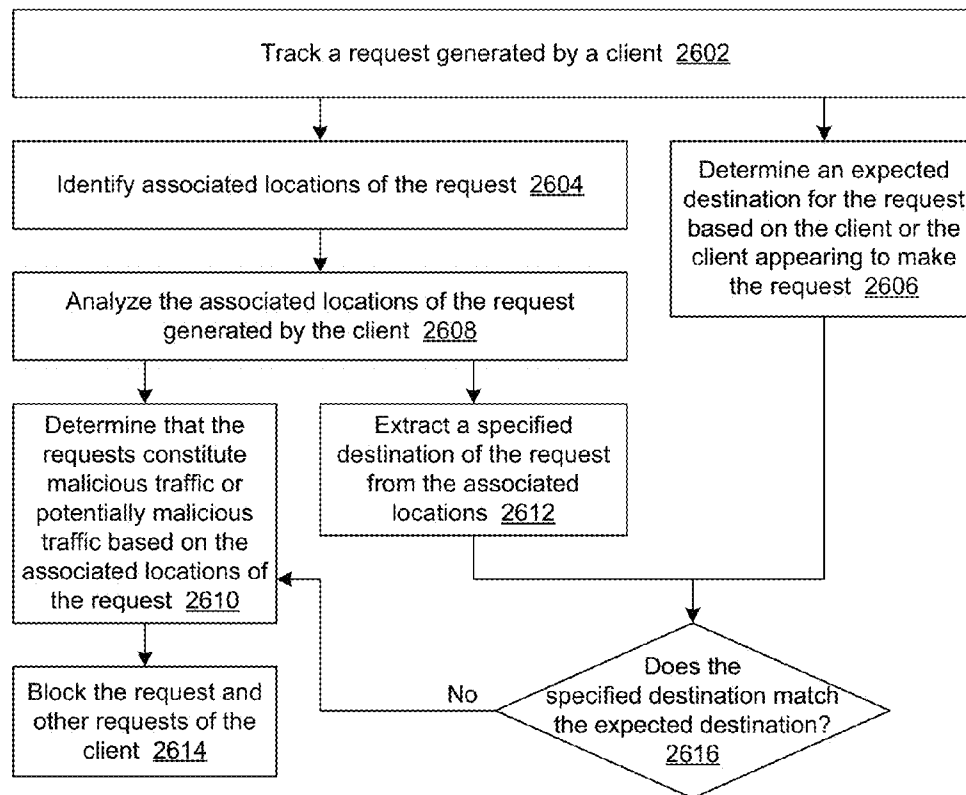 Track a request generated by a client 2602
Identify associated locations of the request 2604
Determine an expected
destination for the request
based on the client or the
client appearing to make
the request 2606
Analyze the associated locations of the request
generated by the client 2608
Determine that the
requests constitute
malicious traffic or
potentially malicious
traffic based on the
associated locations of
the request 2610
Extract a specified
destination of the request
from the associated
locations 2612
Block the request and
other requests of the
client 2614
No
Does the
specified destination match
the expected destination?
2616